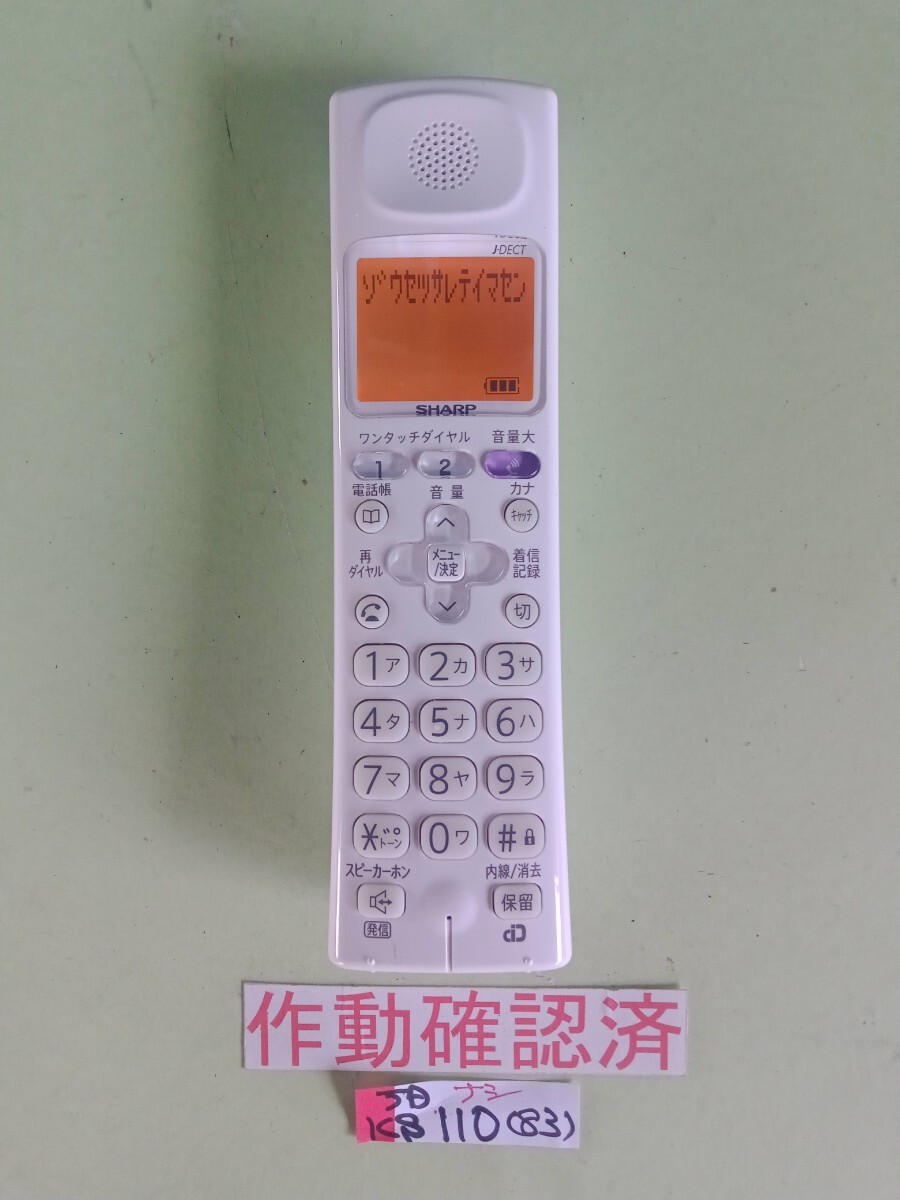 J-DECT
ゾウセツサレテイマセン
SHARP
ワンタッチダイヤル 音量大
1 2
電話帳 音量 カナ
キャッチ
再ダイヤル メニュー/決定 着信記録
切
1ア 2カ 3サ
4タ 5ナ 6ハ
7マ 8ヤ 9ラ
*トーン 0ワ #
スピーカーホン 内線/消去
保留
発信
作動確認済
ナシ
110(83)